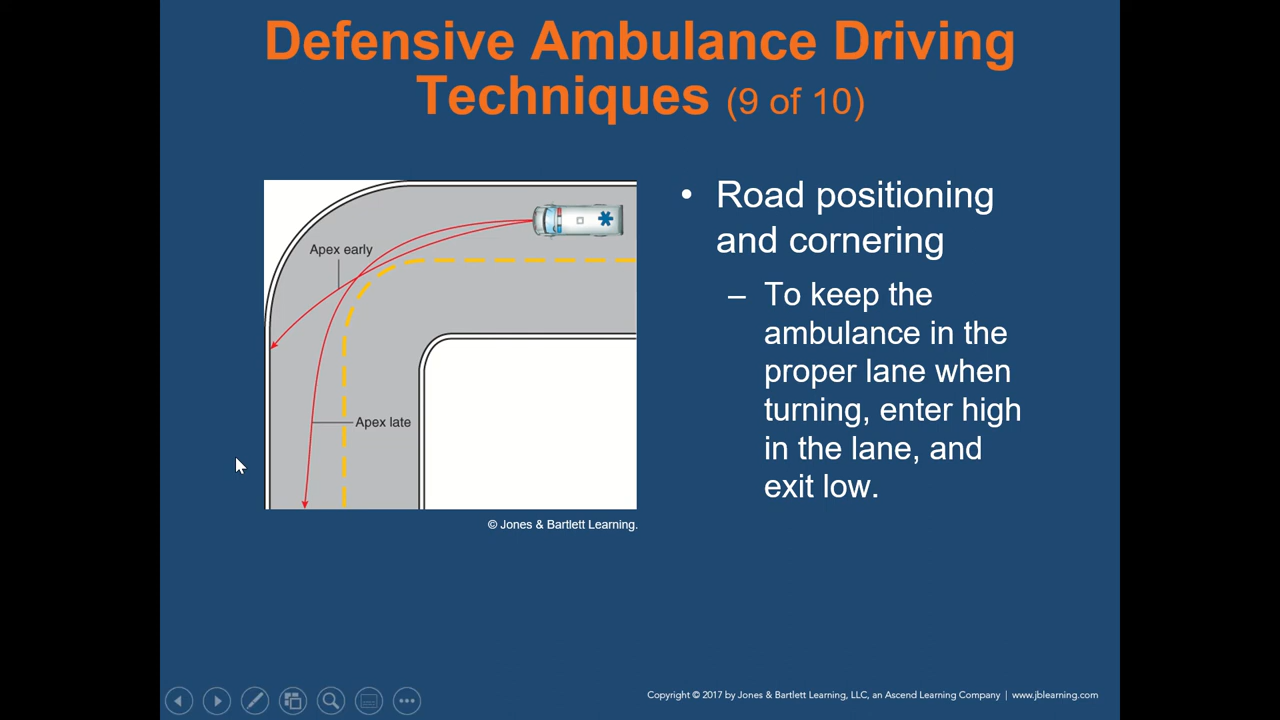 Defensive Ambulance Driving
Techniques (9 of 10)
Apex early
Apex late
© Jones & Bartlett Learning.
• Road positioning
and cornering
– To keep the
ambulance in the
proper lane when
turning, enter high
in the lane, and
exit low.
Copyright © 2017 by Jones & Bartlett Learning, LLC, an Ascend Learning Company | www.jblearning.com